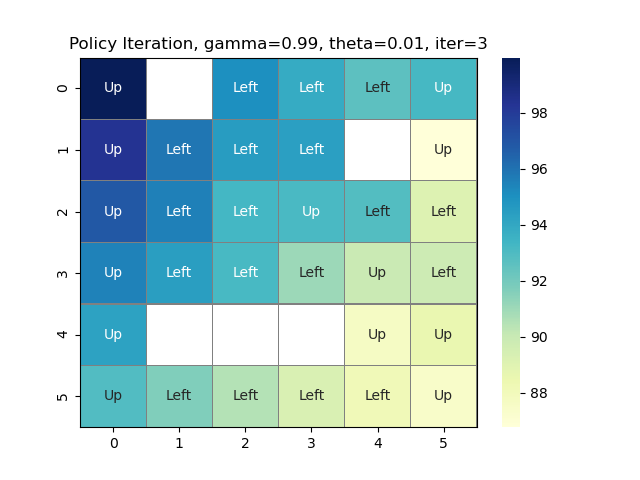 Policy Iteration, gamma=0.99, theta=0.01, iter=3
0 Up Left Left Left Up
1 Up Left Left Left Up
2 Up Left Left Up Left Left
3 Up Left Left Left Up Left
4 Up Up Up
5 Up Left Left Left Left Up
0 1 2 3 4 5
98
96
94
92
90
88